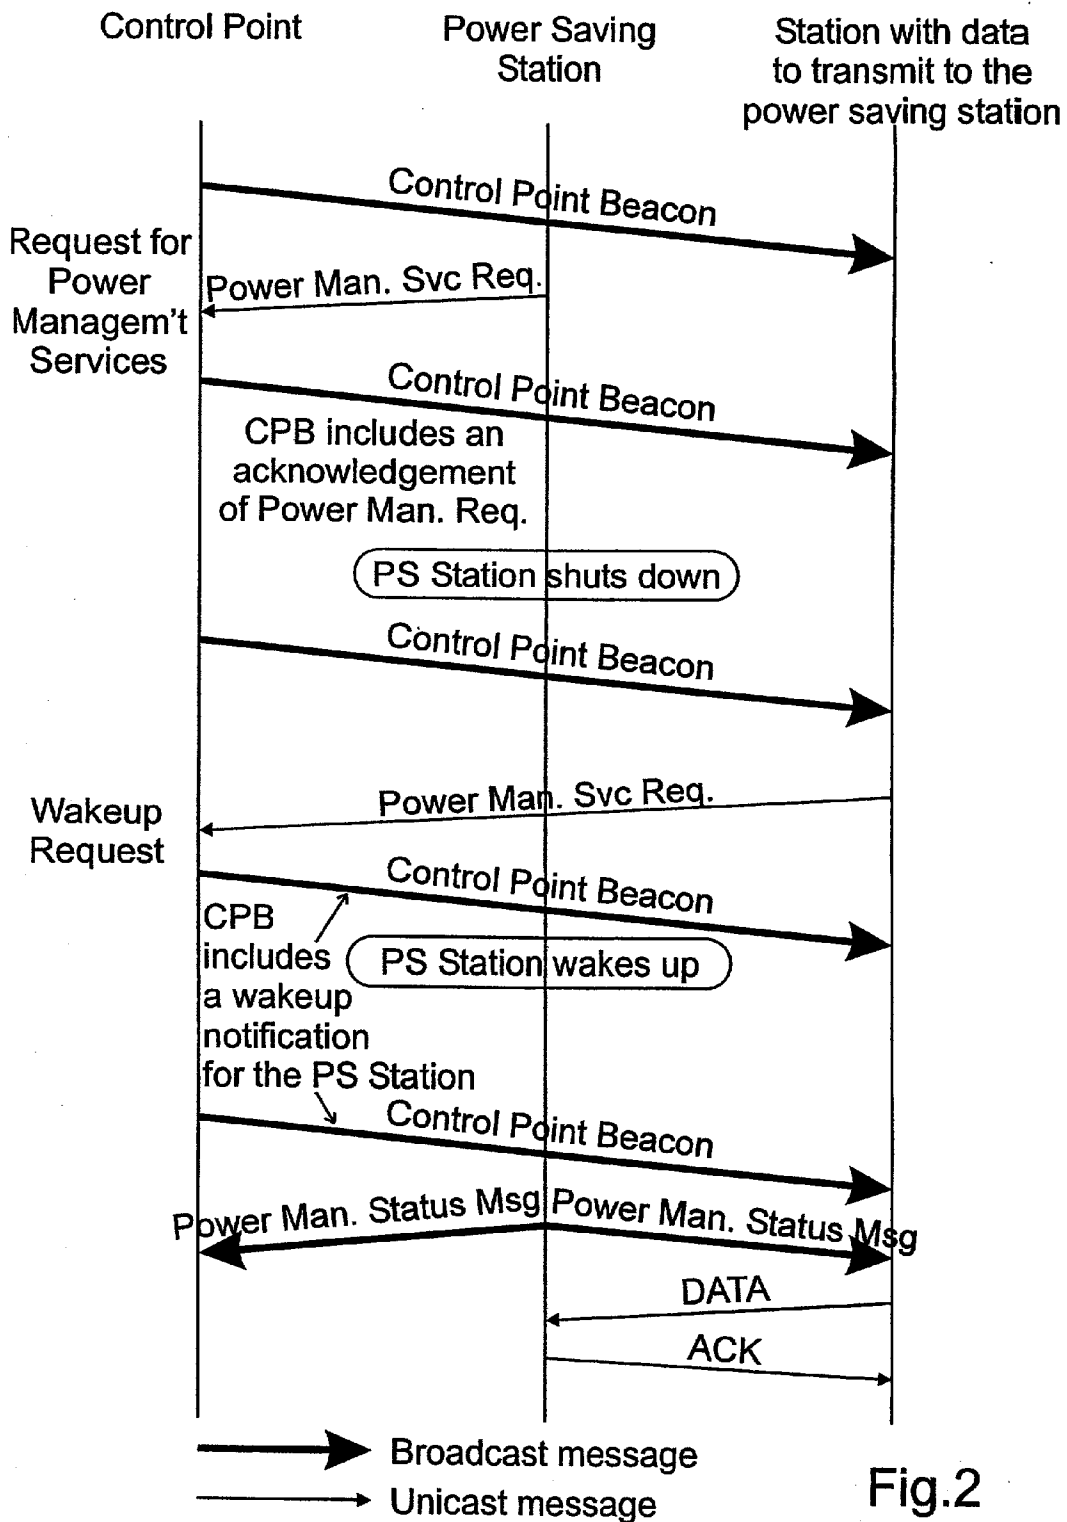 Control Point
Power Saving
Station
Station with data
to transmit to the
power saving station
Control Point Beacon
Request for
Power
Managem't
Services
Power Man. Svc Req.
Control Point Beacon
CPB includes an
acknowledgement
of Power Man. Req.
PS Station shuts down
Control Point Beacon
Power Man. Svc Req.
Wakeup
Request
Control Point Beacon
CPB
includes
a wakeup
notification
for the PS Station
PS Station wakes up
Control Point Beacon
Power Man. Status Msg
Power Man. Status Msg
DATA
ACK
Broadcast message
Unicast message
Fig.2